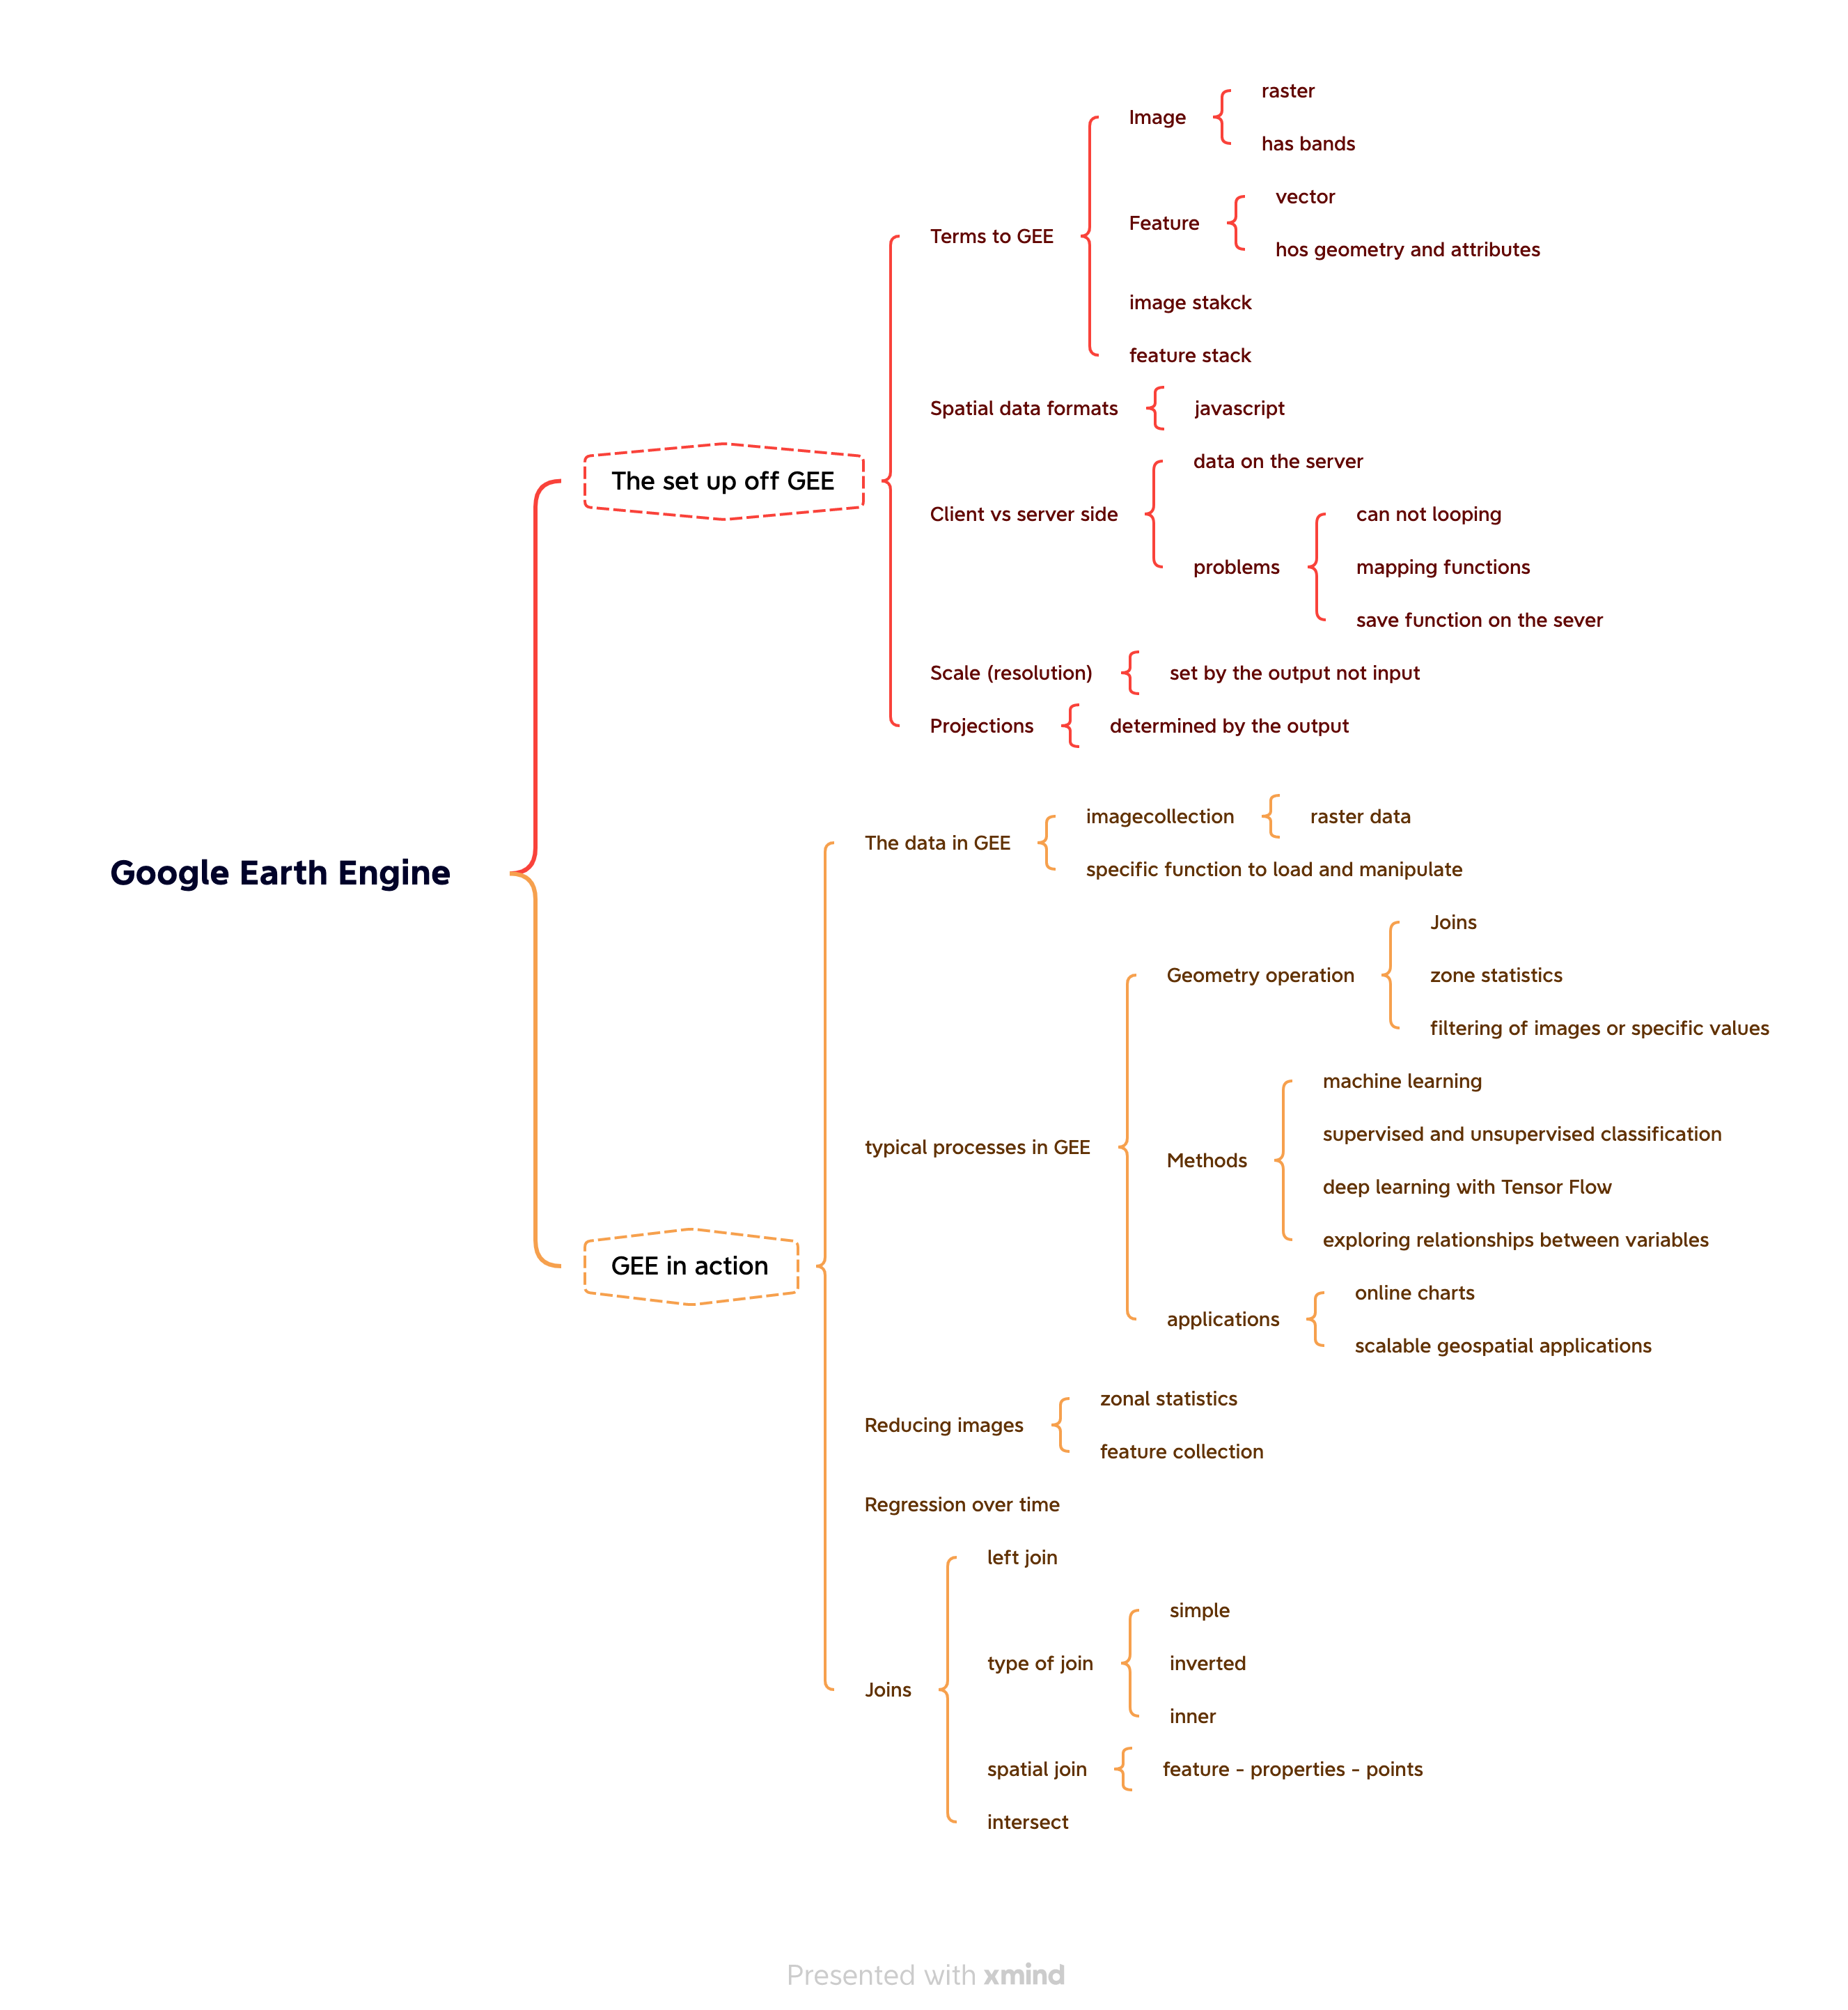 Google Earth Engine
The set up off GEE
Terms to GEE
Image
raster
has bands
Feature
vector
hos geometry and attributes
image stakck
feature stack
Spatial data formats
javascript
Client vs server side
data on the server
problems
can not looping
mapping functions
save function on the sever
Scale (resolution)
set by the output not input
Projections
determined by the output
GEE in action
The data in GEE
imagecollection
raster data
specific function to load and manipulate
typical processes in GEE
Geometry operation
Joins
zone statistics
filtering of images or specific values
Methods
machine learning
supervised and unsupervised classification
deep learning with Tensor Flow
exploring relationships between variables
applications
online charts
scalable geospatial applications
Reducing images
zonal statistics
feature collection
Regression over time
Joins
left join
type of join
simple
inverted
inner
spatial join
feature - properties - points
intersect
Presented with xmind